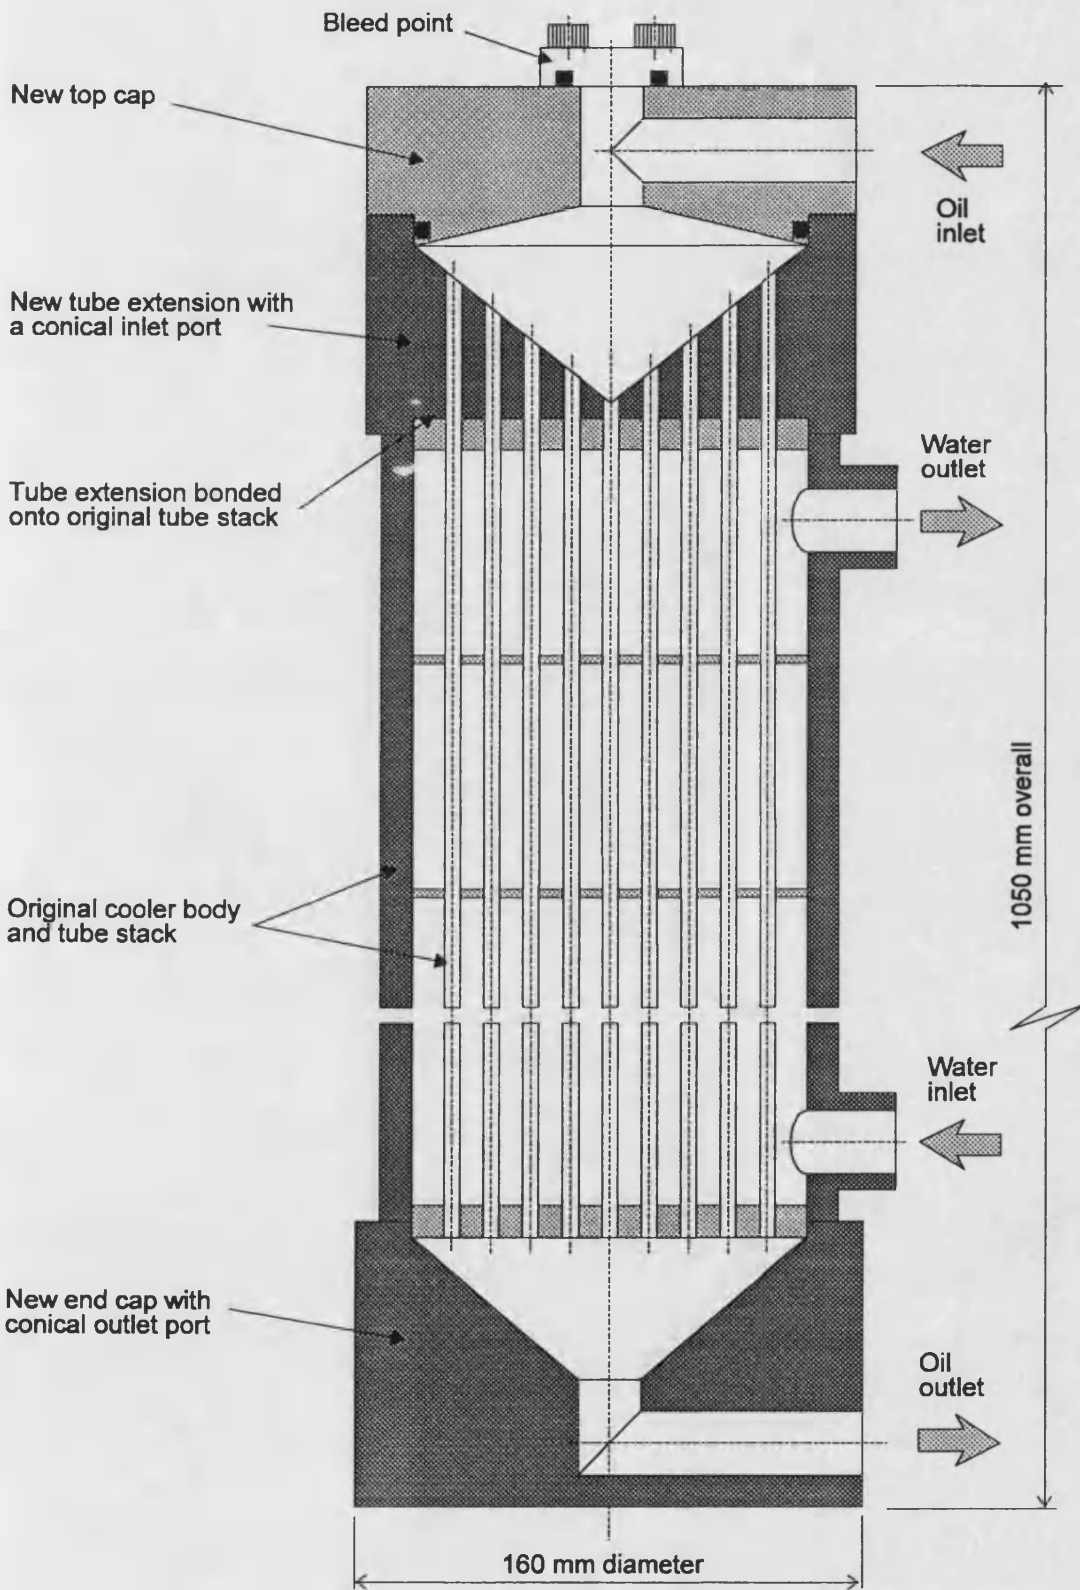 Bleed point
New top cap
Oil
inlet
New tube extension with
a conical inlet port
Water
outlet
Tube extension bonded
onto original tube stack
1050 mm overall
Original cooler body
and tube stack
Water
inlet
New end cap with
conical outlet port
Oil
outlet
160 mm diameter